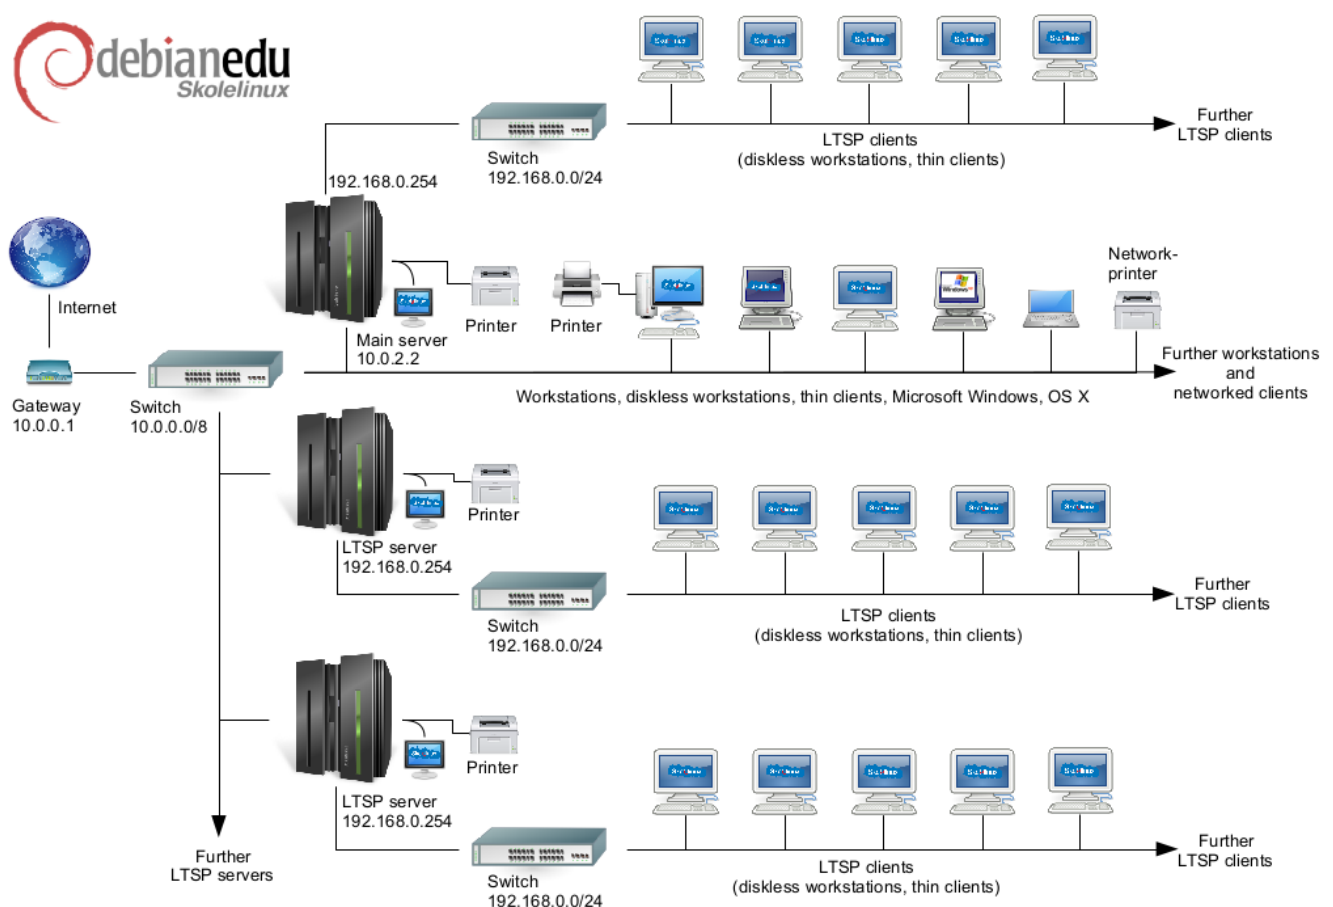 debianedu
Skolelinux
Further
LTSP clients
LTSP clients
(diskless workstations, thin clients)
Switch
192.168.0.0/24
192.168.0.254
Internet
Printer
Printer
Network-
printer
Windows
Main server
10.0.2.2
Further workstations
and
networked clients
Workstations, diskless workstations, thin clients, Microsoft Windows, OS X
Gateway
10.0.0.1
Switch
10.0.0.0/8
Printer
LTSP server
192.168.0.254
Switch
192.168.0.0/24
LTSP clients
(diskless workstations, thin clients)
Further
LTSP clients
Printer
LTSP server
192.168.0.254
Further
LTSP servers
Switch
192.168.0.0/24
LTSP clients
(diskless workstations, thin clients)
Further
LTSP clients